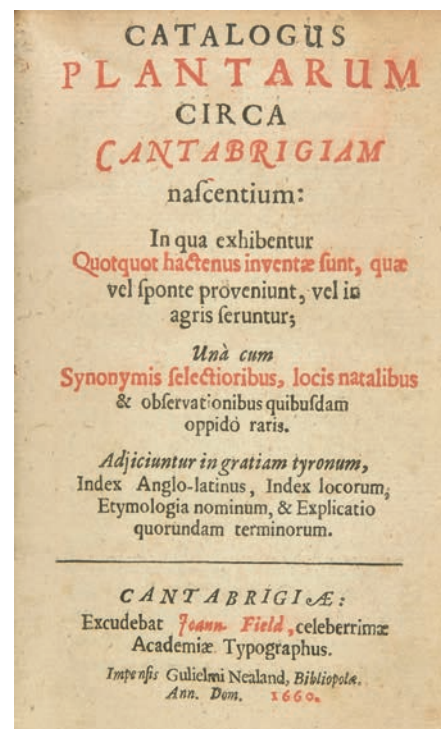 CATALOGUS
PLANTARUM
CIRCA
CANTABRIGIAM
naſcentium:
In qua exhibentur
Quotquot hactenus inventæ ſunt, quæ
vel ſponte proveniunt, vel in
agris ſeruntur;
Unà cum
Synonymis ſelectioribus, locis natalibus
& obſervationibus quibuſdam
oppidò raris.
Adjiciuntur in gratiam tyronum,
Index Anglo-latinus, Index locorum,
Etymologia nominum, & Explicatio
quorundam terminorum.
CANTABRIGIÆ:
Excudebat Joann. Field, celeberrimæ
Academiæ Typographus.
Impenſis Gulielmi Nealand, Bibliopolæ.
Ann. Dom. 1660.